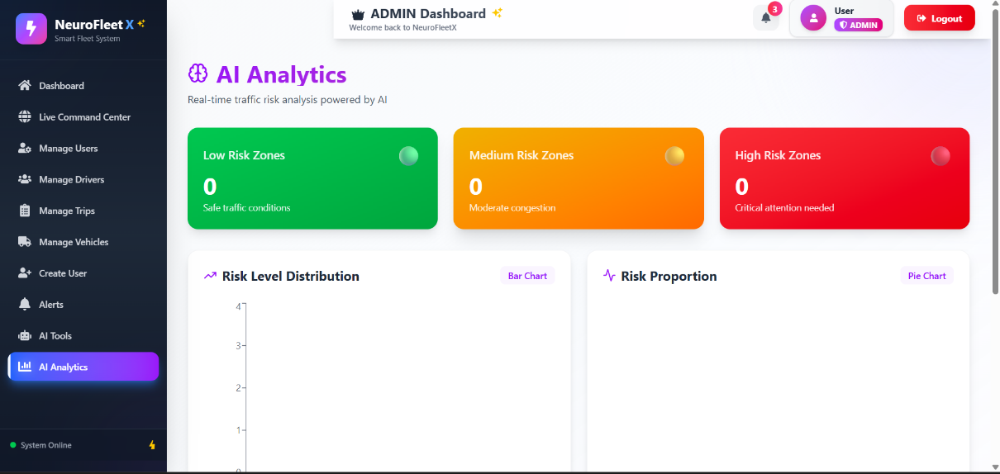 NeuroFleet X
Smart Fleet System
Dashboard
Live Command Center
Manage Users
Manage Drivers
Manage Trips
Manage Vehicles
Create User
Alerts
AI Tools
AI Analytics
System Online
ADMIN Dashboard
Welcome back to NeuroFleetX
3
User
ADMIN
Logout
AI Analytics
Real-time traffic risk analysis powered by AI
Low Risk Zones
0
Safe traffic conditions
Medium Risk Zones
0
Moderate congestion
High Risk Zones
0
Critical attention needed
Risk Level Distribution
Bar Chart
4
3
2
1
0
Risk Proportion
Pie Chart